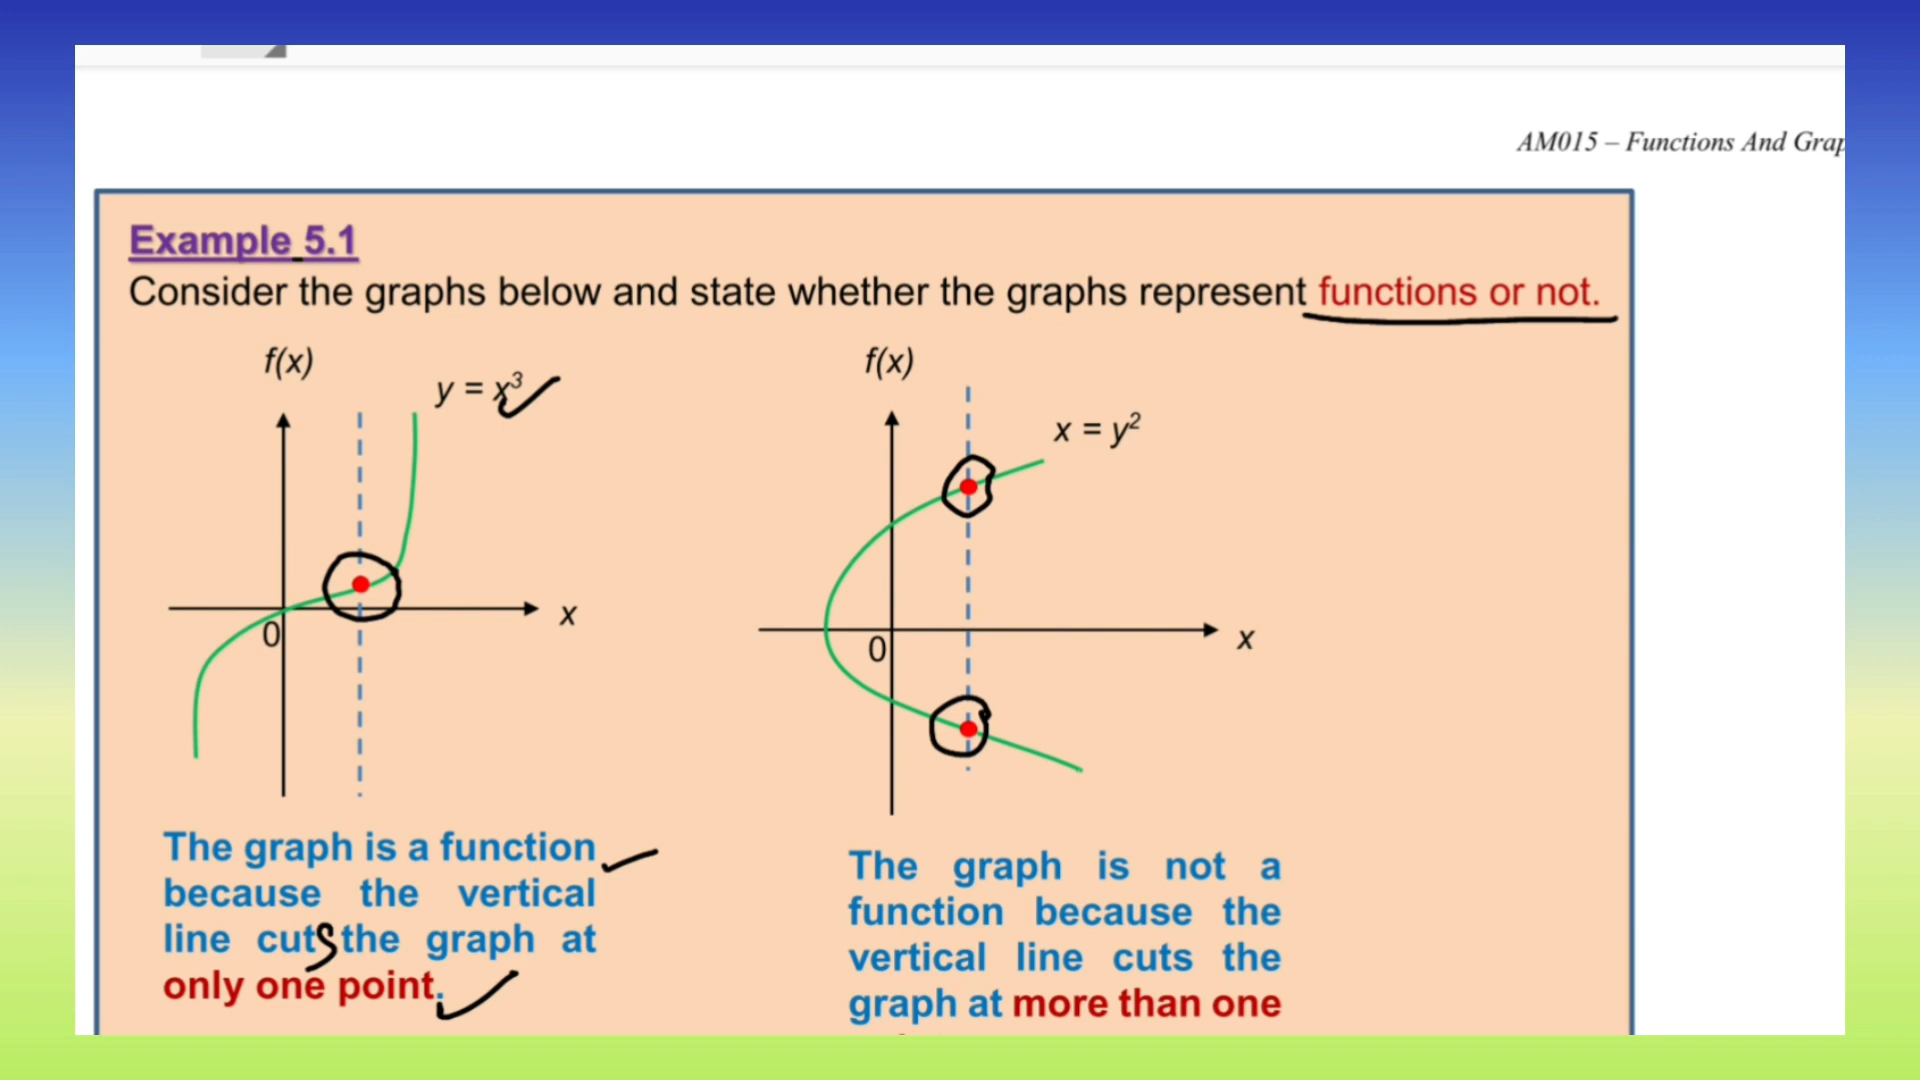 AM015 – Functions And Grap
Example 5.1
Consider the graphs below and state whether the graphs represent functions or not.
f(x)
y = x³
x
0
The graph is a function
because the vertical
line cuts the graph at
only one point.
f(x)
x = y²
x
0
The graph is not a
function because the
vertical line cuts the
graph at more than one